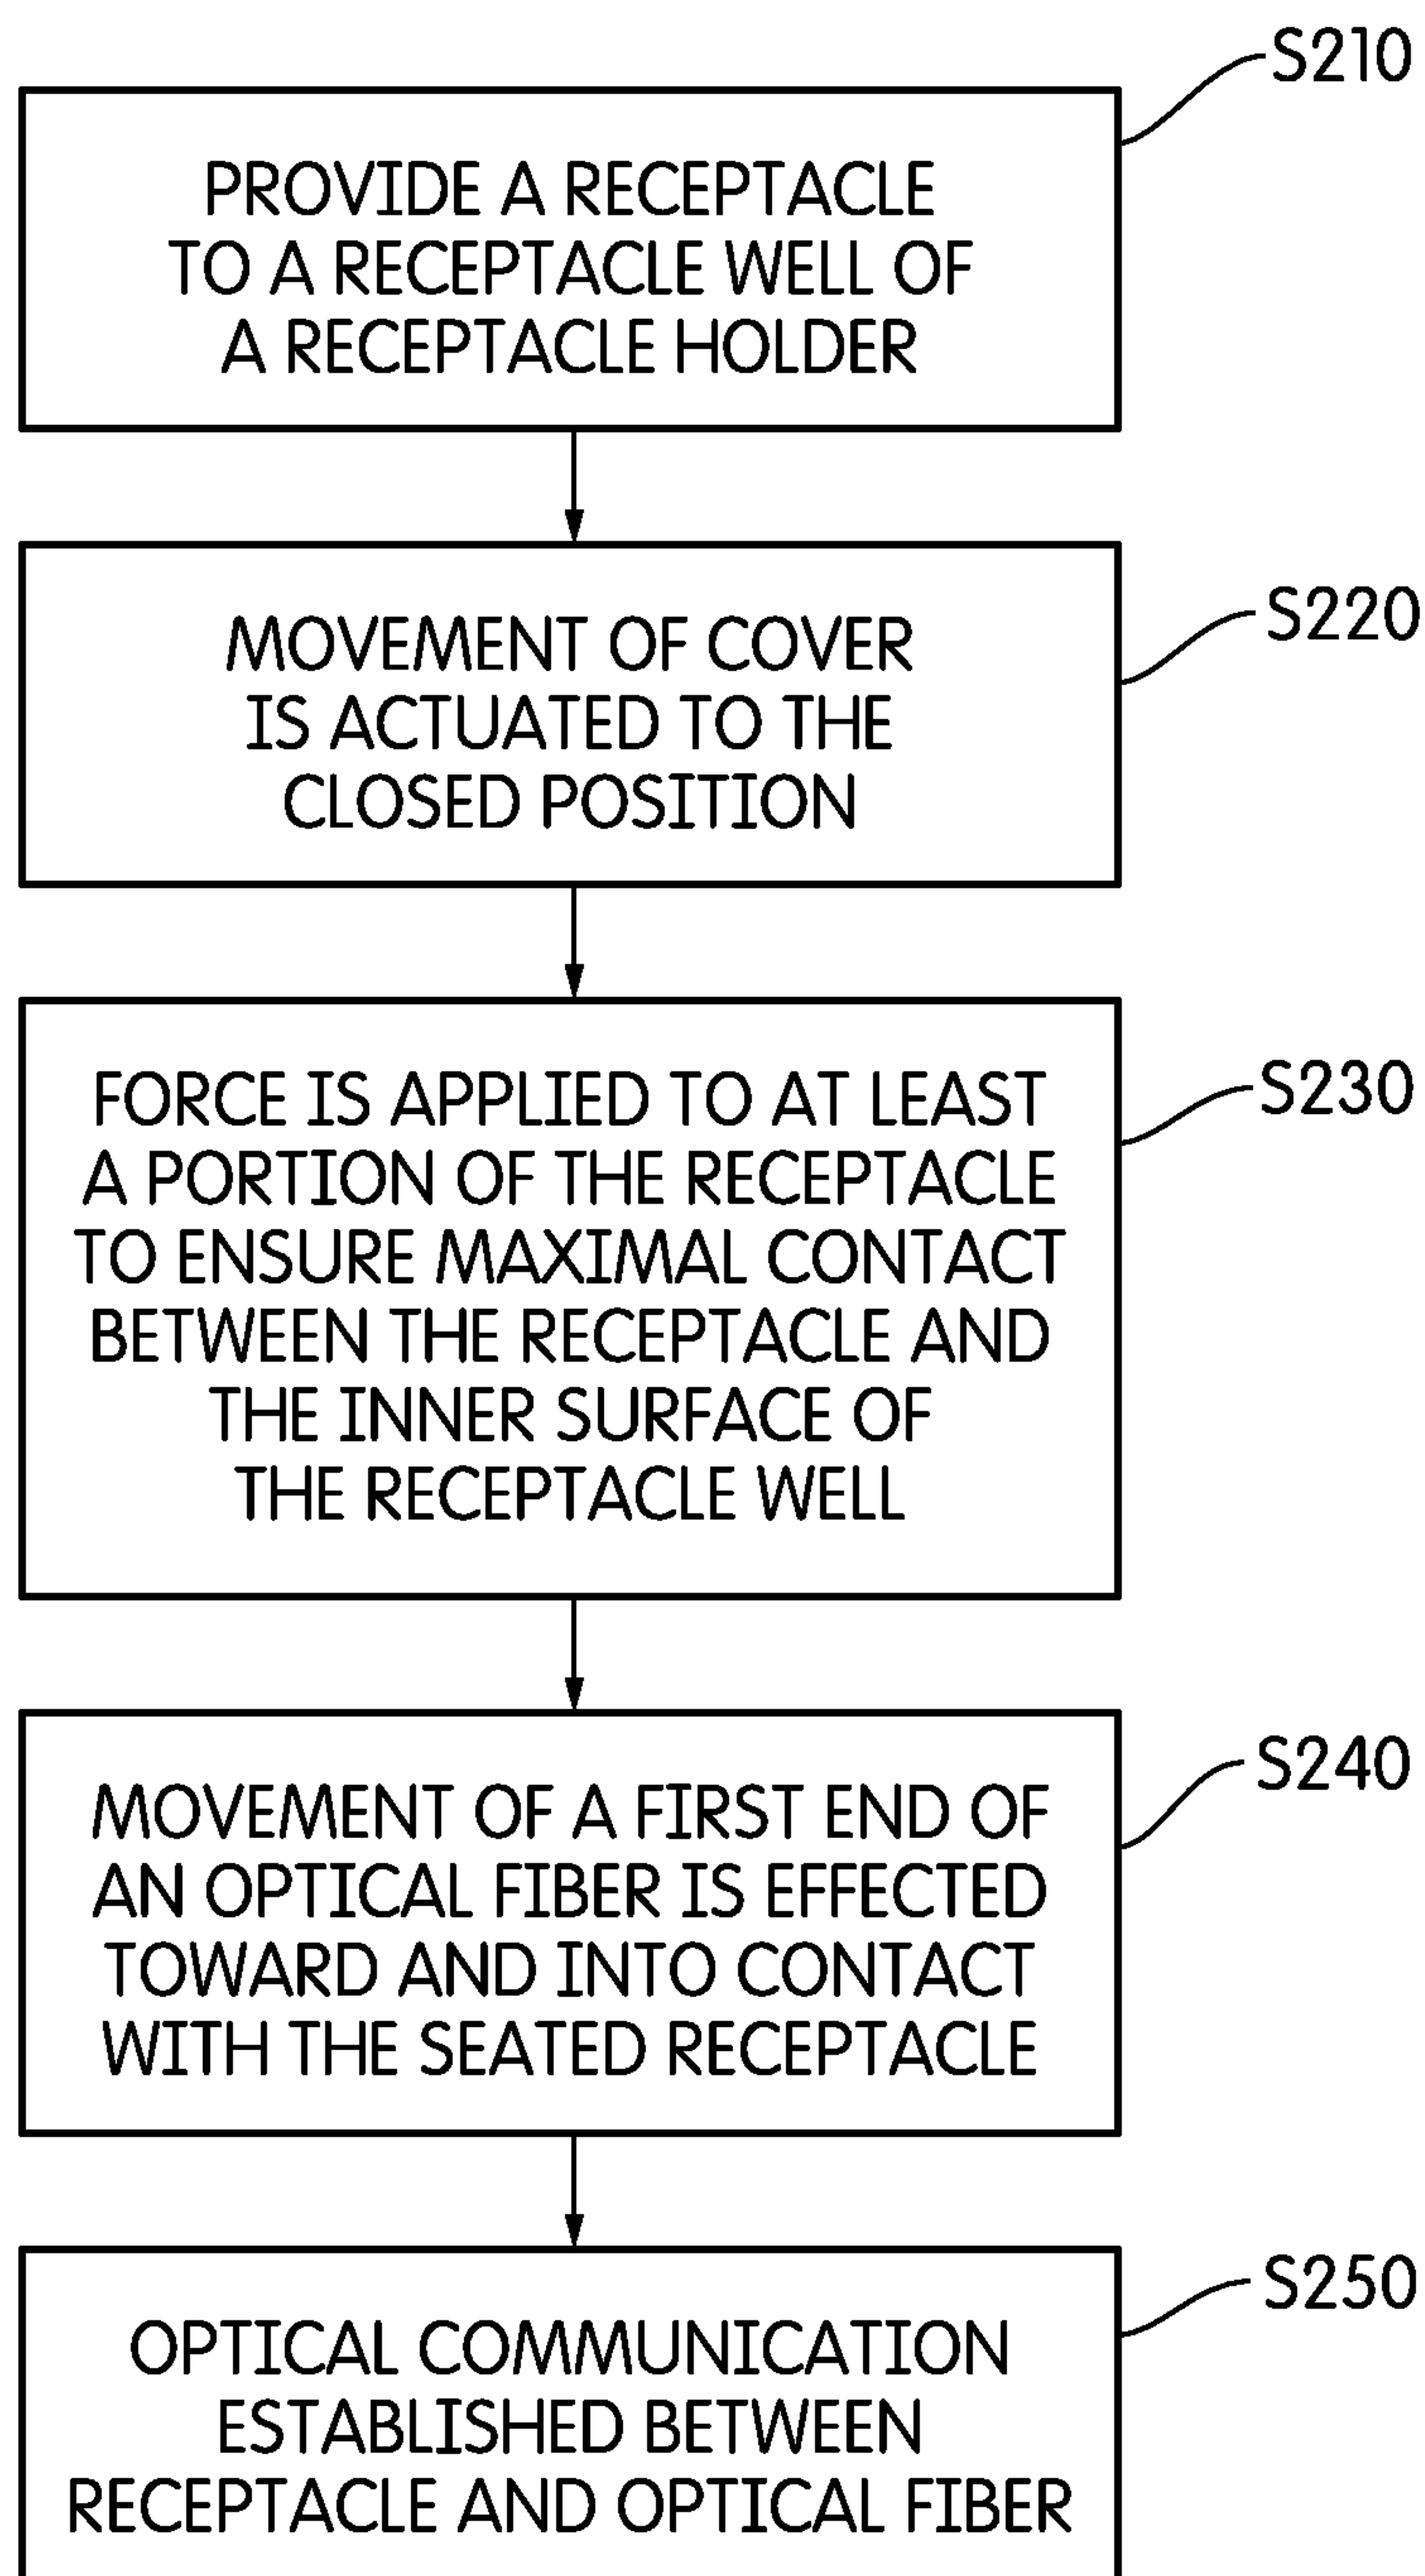 S210
PROVIDE A RECEPTACLE
TO A RECEPTACLE WELL OF
A RECEPTACLE HOLDER
S220
MOVEMENT OF COVER
IS ACTUATED TO THE
CLOSED POSITION
S230
FORCE IS APPLIED TO AT LEAST
A PORTION OF THE RECEPTACLE
TO ENSURE MAXIMAL CONTACT
BETWEEN THE RECEPTACLE AND
THE INNER SURFACE OF
THE RECEPTACLE WELL
S240
MOVEMENT OF A FIRST END OF
AN OPTICAL FIBER IS EFFECTED
TOWARD AND INTO CONTACT
WITH THE SEATED RECEPTACLE
S250
OPTICAL COMMUNICATION
ESTABLISHED BETWEEN
RECEPTACLE AND OPTICAL FIBER